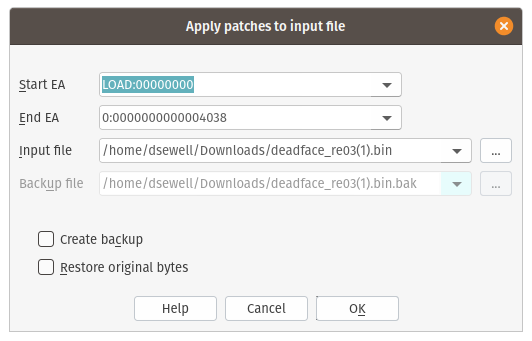 Apply patches to input file
Start EA LOAD:00000000
End EA 0:0000000000004038
Input file /home/dsewell/Downloads/deadface_re03(1).bin ...
Backup file /home/dsewell/Downloads/deadface_re03(1).bin.bak ...
Create backup
Restore original bytes
Help Cancel OK